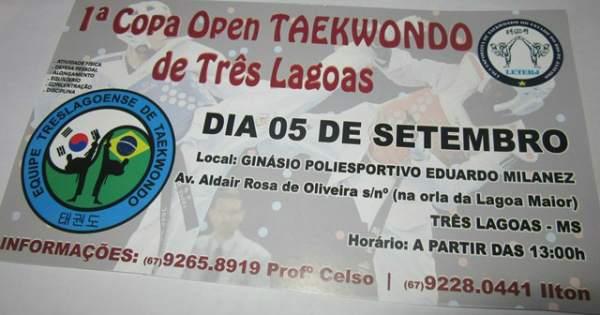 1ª Copa Open TAEKWONDO
de Três Lagoas
. ATIVIDADE FÍSICA
. DEFESA PESSOAL
. ALONGAMENTO
. EQUILÍBRIO
. CONCENTRAÇÃO
. DISCIPLINA
LETERJ
EQUIPE TRESLAGOENSE DE TAEKWONDO
태권도
DIA 05 DE SETEMBRO
Local: GINÁSIO POLIESPORTIVO EDUARDO MILANEZ
Av. Aldair Rosa de Oliveira s/nº (na orla da Lagoa Maior)
TRÊS LAGOAS - MS
Horário: A PARTIR DAS 13:00h
INFORMAÇÕES: (67)9265.8919 Profº Celso | (67)9228.0441 Ilton